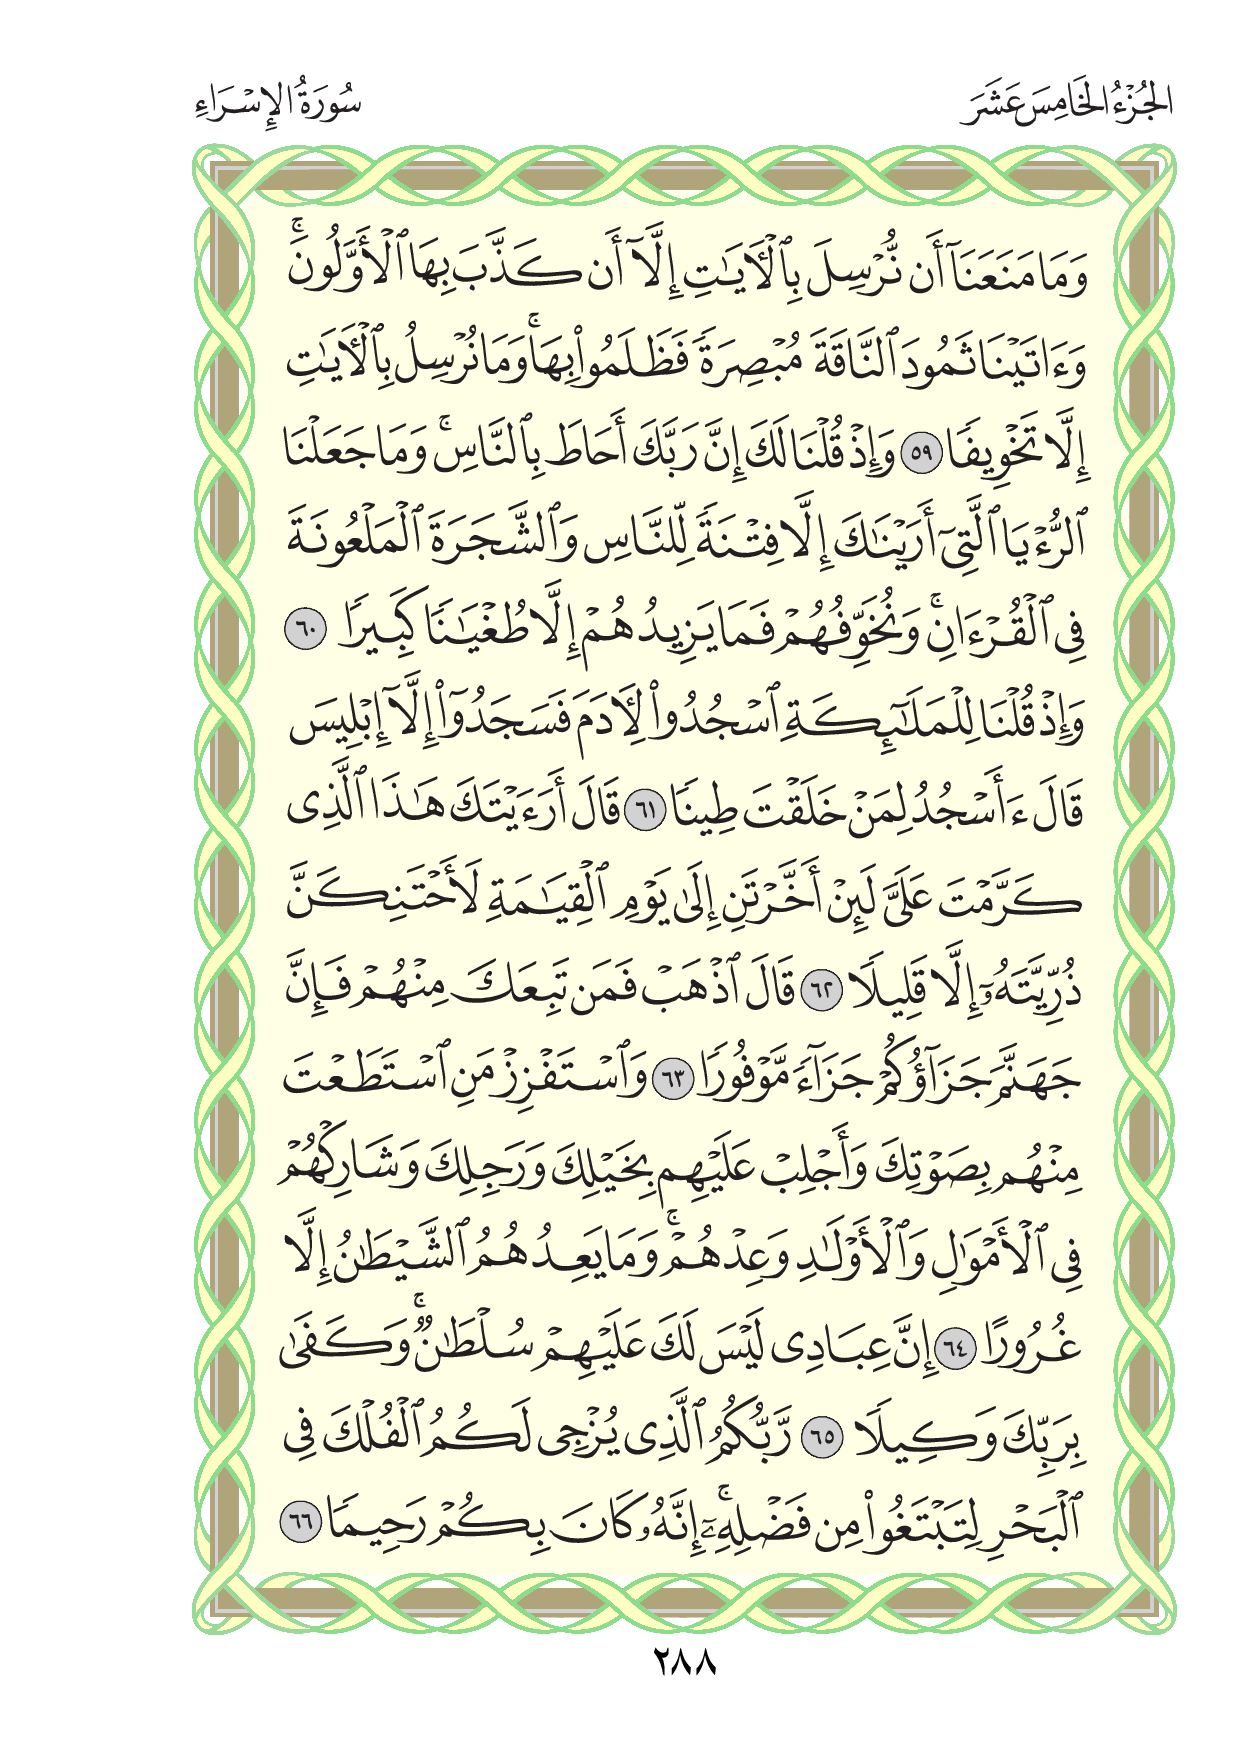 الجُزْءُ الخَامِسَ عَشَرَ
سُورَةُ الإِسْرَاءِ
وَمَا مَنَعَنَآ أَن نُّرْسِلَ بِٱلْأٓيَٰتِ إِلَّآ أَن كَذَّبَ بِهَا ٱلْأَوَّلُونَۚ
وَءَاتَيْنَا ثَمُودَ ٱلنَّاقَةَ مُبْصِرَةً فَظَلَمُوا۟ بِهَاۚ وَمَا نُرْسِلُ بِٱلْأٓيَٰتِ
إِلَّا تَخْوِيفًا ٥٩ وَإِذْ قُلْنَا لَكَ إِنَّ رَبَّكَ أَحَاطَ بِٱلنَّاسِۚ وَمَا جَعَلْنَا
ٱلرُّءْيَا ٱلَّتِىٓ أَرَيْنَٰكَ إِلَّا فِتْنَةً لِّلنَّاسِ وَٱلشَّجَرَةَ ٱلْمَلْعُونَةَ
فِى ٱلْقُرْءَانِۚ وَنُخَوِّفُهُمْ فَمَا يَزِيدُهُمْ إِلَّا طُغْيَٰنًا كَبِيرًا ٦٠
وَإِذْ قُلْنَا لِلْمَلَٰٓئِكَةِ ٱسْجُدُوا۟ لِأٓدَمَ فَسَجَدُوٓا۟ إِلَّآ إِبْلِيسَ
قَالَ ءَأَسْجُدُ لِمَنْ خَلَقْتَ طِينًا ٦١ قَالَ أَرَءَيْتَكَ هَٰذَا ٱلَّذِى
كَرَّمْتَ عَلَىَّ لَئِنْ أَخَّرْتَنِ إِلَىٰ يَوْمِ ٱلْقِيَٰمَةِ لَأَحْتَنِكَنَّ
ذُرِّيَّتَهُۥٓ إِلَّا قَلِيلًا ٦٢ قَالَ ٱذْهَبْ فَمَن تَبِعَكَ مِنْهُمْ فَإِنَّ
جَهَنَّمَ جَزَآؤُكُمْ جَزَآءً مَّوْفُورًا ٦٣ وَٱسْتَفْزِزْ مَنِ ٱسْتَطَعْتَ
مِنْهُم بِصَوْتِكَ وَأَجْلِبْ عَلَيْهِم بِخَيْلِكَ وَرَجِلِكَ وَشَارِكْهُمْ
فِى ٱلْأَمْوَٰلِ وَٱلْأَوْلَٰدِ وَعِدْهُمْۚ وَمَا يَعِدُهُمُ ٱلشَّيْطَٰنُ إِلَّا
غُرُورًا ٦٤ إِنَّ عِبَادِى لَيْسَ لَكَ عَلَيْهِمْ سُلْطَٰنٌۚ وَكَفَىٰ
بِرَبِّكَ وَكِيلًا ٦٥ رَّبُّكُمُ ٱلَّذِى يُزْجِى لَكُمُ ٱلْفُلْكَ فِى
ٱلْبَحْرِ لِتَبْتَغُوا۟ مِن فَضْلِهِۦٓۚ إِنَّهُۥ كَانَ بِكُمْ رَحِيمًا ٦٦
٢٨٨